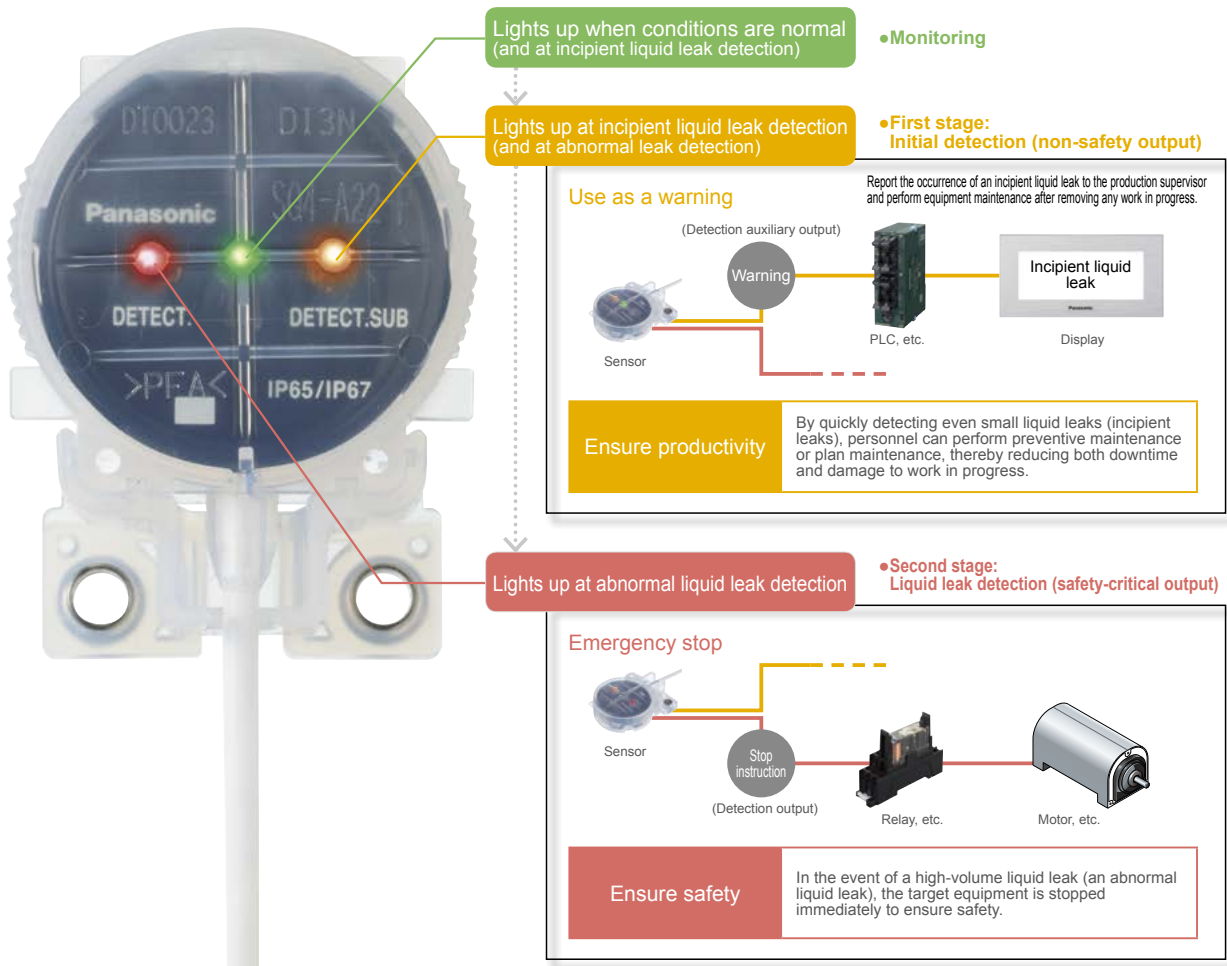 Lights up when conditions are normal
(and at incipient liquid leak detection)
●Monitoring
Lights up at incipient liquid leak detection
(and at abnormal leak detection)
●First stage:
Initial detection (non-safety output)
DT0023
DI3N
SQ4-A22
Panasonic
DETECT.
DETECT.SUB
>PFA<
IP65/IP67
Use as a warning
Report the occurrence of an incipient liquid leak to the production supervisor
and perform equipment maintenance after removing any work in progress.
(Detection auxiliary output)
Warning
Incipient liquid
leak
Panasonic
Sensor
PLC, etc.
Display
Ensure productivity
By quickly detecting even small liquid leaks (incipient
leaks), personnel can perform preventive maintenance
or plan maintenance, thereby reducing both downtime
and damage to work in progress.
Lights up at abnormal liquid leak detection
●Second stage:
Liquid leak detection (safety-critical output)
Emergency stop
Sensor
Stop
instruction
(Detection output)
Relay, etc.
Motor, etc.
Ensure safety
In the event of a high-volume liquid leak (an abnormal
liquid leak), the target equipment is stopped
immediately to ensure safety.